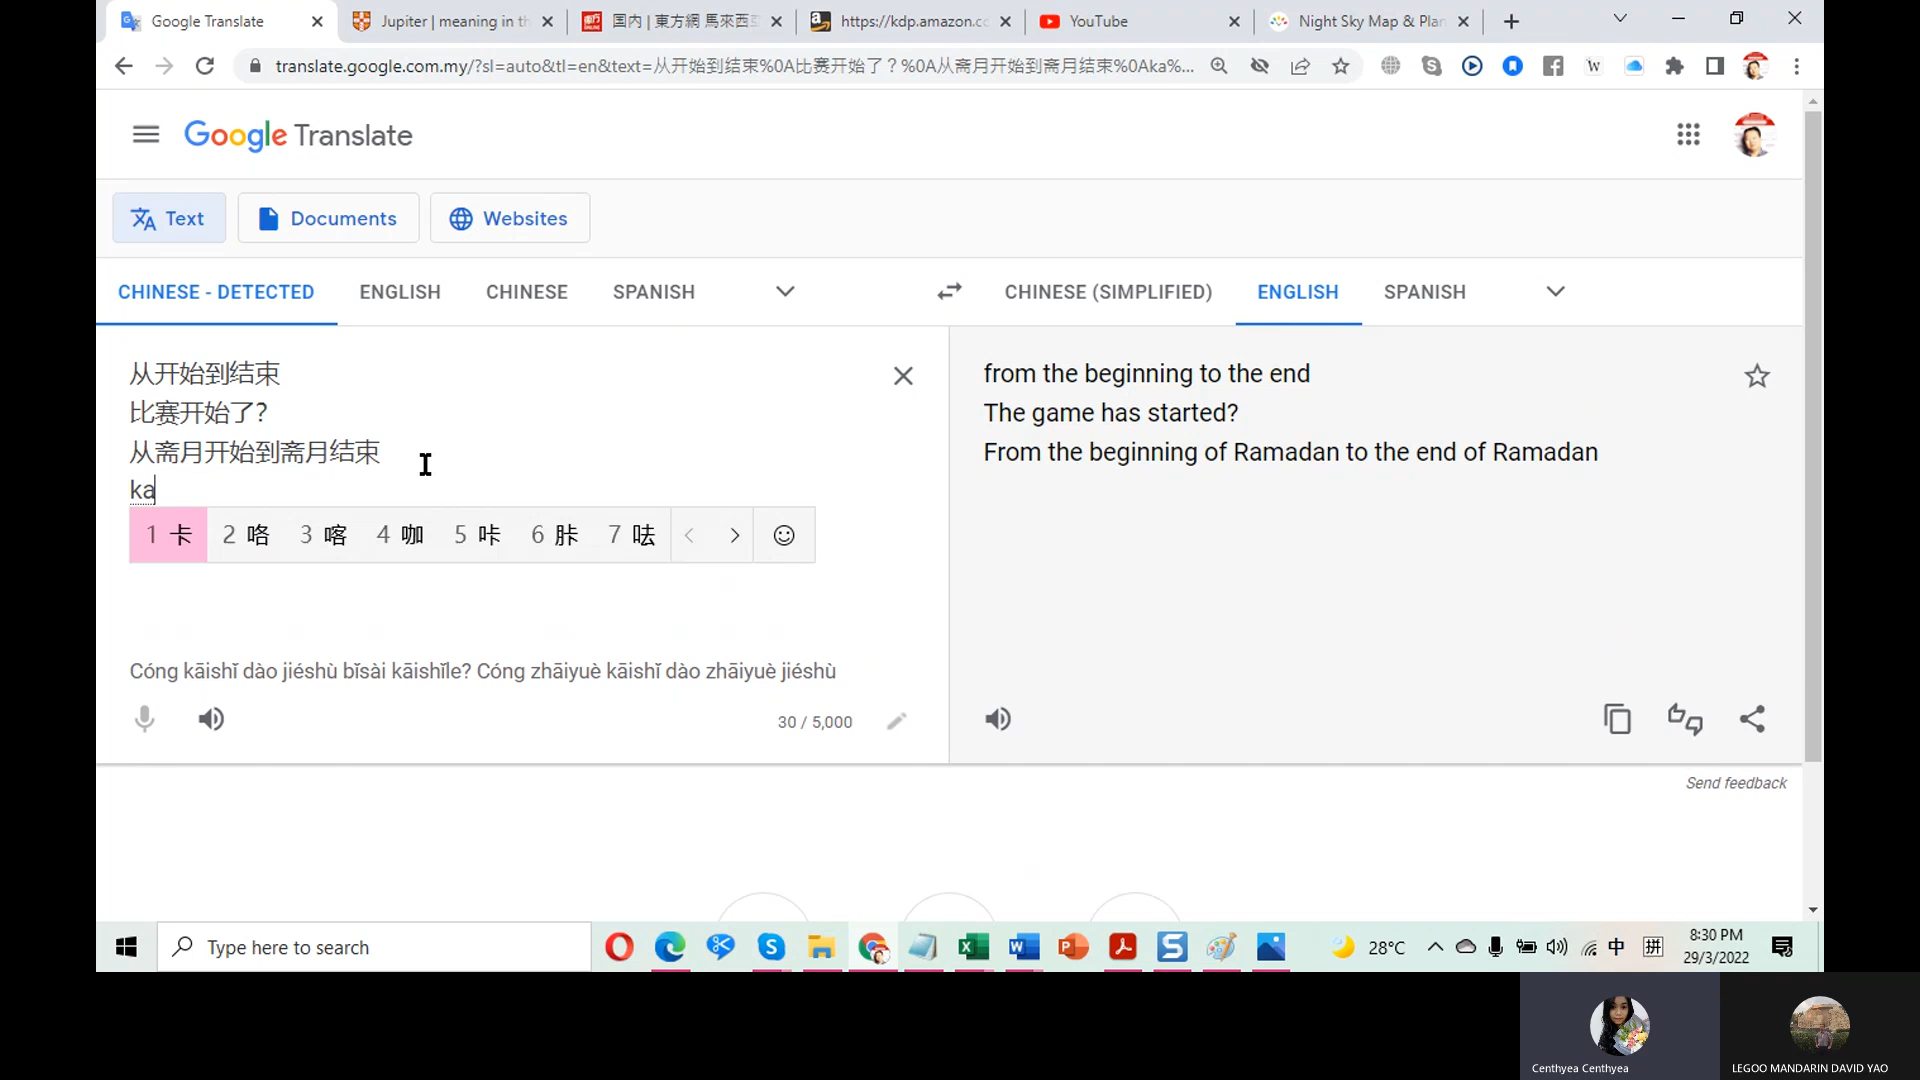 Google Translate
Jupiter | meaning in th
国内 | 東方網 馬來西亞
https://kdp.amazon.co
YouTube
Night Sky Map & Plan
translate.google.com.my/?sl=auto&tl=en&text=从开始到结束%0A比赛开始了？%0A从斋月开始到斋月结束%0Aka%...
Google Translate
Text
Documents
Websites
CHINESE - DETECTED ENGLISH CHINESE SPANISH
CHINESE (SIMPLIFIED) ENGLISH SPANISH
从开始到结束
比赛开始了？
从斋月开始到斋月结束
ka
1 卡 2 咯 3 喀 4 咖 5 咔 6 胩 7 呿
Cóng kāishǐ dào jiéshù bǐsài kāishǐle? Cóng zhāiyuè kāishǐ dào zhāiyuè jiéshù
30 / 5,000
from the beginning to the end
The game has started?
From the beginning of Ramadan to the end of Ramadan
Send feedback
Type here to search
28°C
中
拼
8:30 PM
29/3/2022
Centhyea Centhyea
LEGOO MANDARIN DAVID YAO